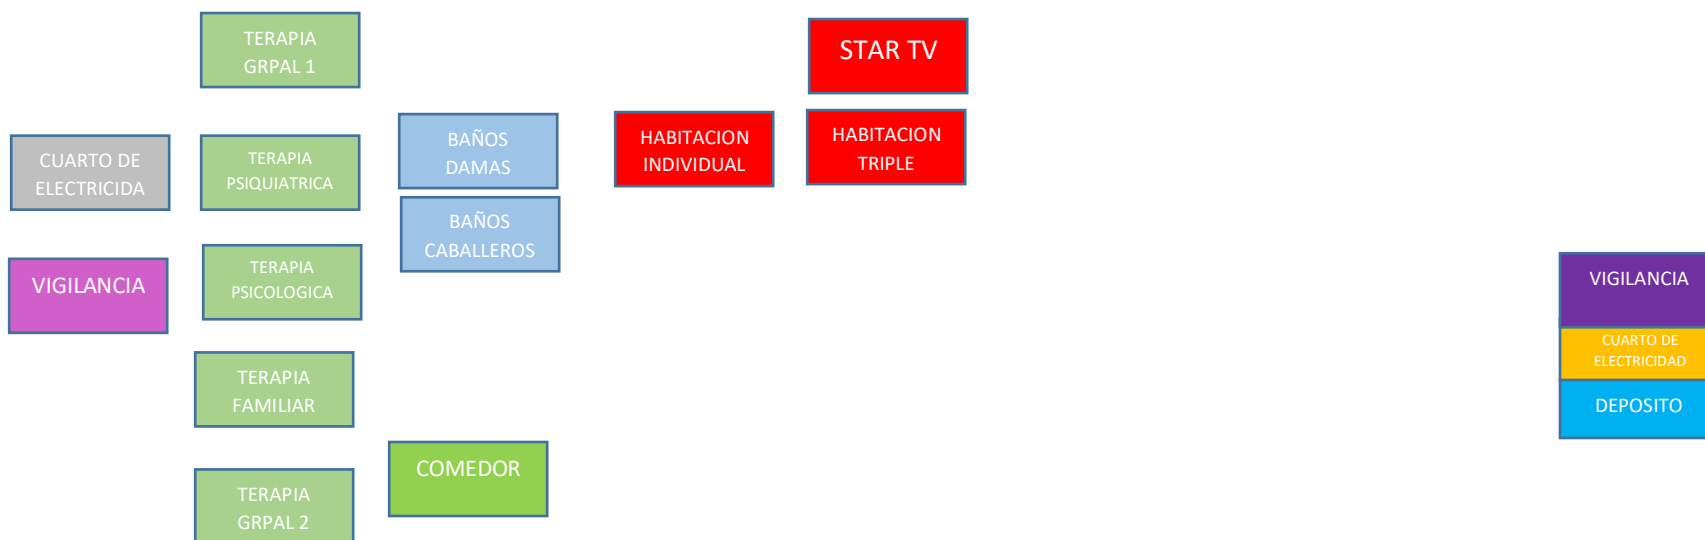 TERAPIA
GRPAL 1
STAR TV
CUARTO DE
ELECTRICIDA
TERAPIA
PSIQUIATRICA
BAÑOS
DAMAS
HABITACION
INDIVIDUAL
HABITACION
TRIPLE
BAÑOS
CABALLEROS
VIGILANCIA
TERAPIA
PSICOLOGICA
VIGILANCIA
CUARTO DE
ELECTRICIDAD
DEPOSITO
TERAPIA
FAMILIAR
COMEDOR
TERAPIA
GRPAL 2